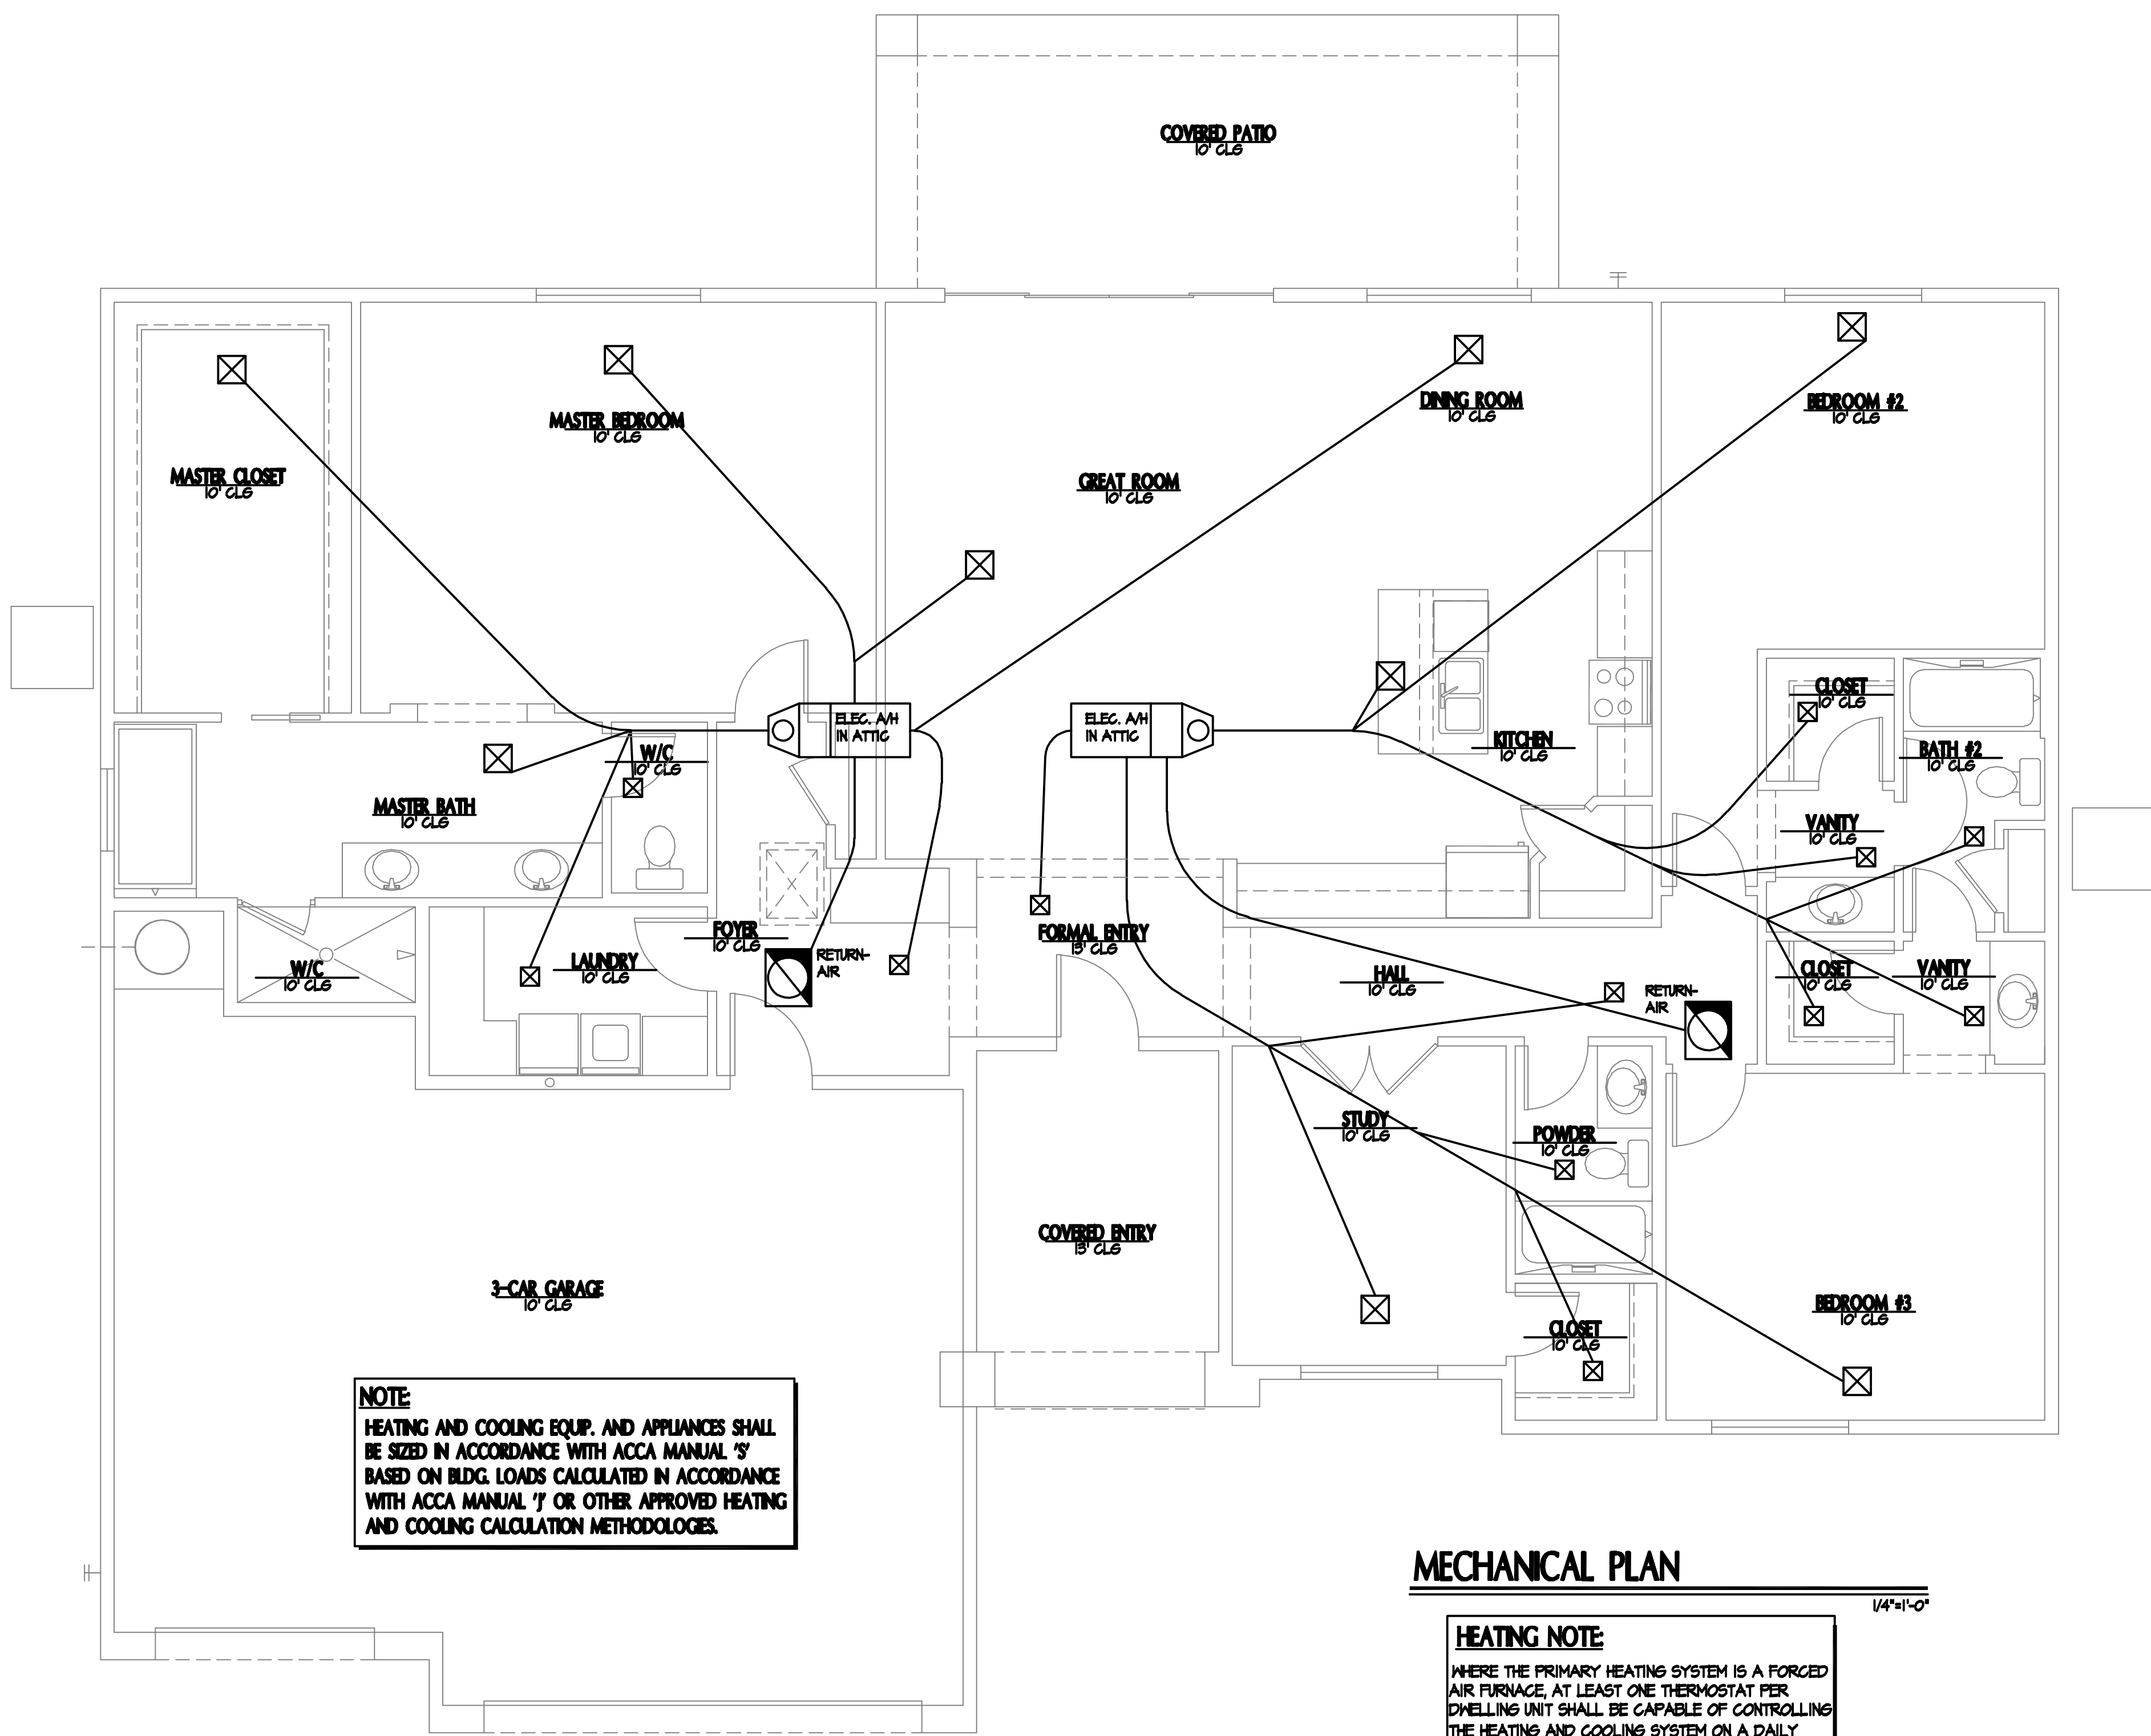 COVERED PATIO
10' CLG
MASTER BEDROOM
10' CLG
DINING ROOM
10' CLG
BEDROOM #2
10' CLG
MASTER CLOSET
10' CLG
GREAT ROOM
10' CLG
CLOSET
10' CLG
ELEC. A/H
IN ATTIC
ELEC. A/H
IN ATTIC
KITCHEN
10' CLG
BATH #2
10' CLG
W/C
10' CLG
MASTER BATH
10' CLG
VANITY
10' CLG
FOYER
10' CLG
FORMAL ENTRY
13' CLG
RETURN-
AIR
W/C
10' CLG
LAUNDRY
10' CLG
HALL
10' CLG
RETURN-
AIR
CLOSET
10' CLG
VANITY
10' CLG
STUDY
10' CLG
POWDER
10' CLG
COVERED ENTRY
13' CLG
3-CAR GARAGE
10' CLG
CLOSET
10' CLG
BEDROOM #3
10' CLG
NOTE:
HEATING AND COOLING EQUIP. AND APPLIANCES SHALL
BE SIZED IN ACCORDANCE WITH ACCA MANUAL 'S'
BASED ON BLDG. LOADS CALCULATED IN ACCORDANCE
WITH ACCA MANUAL 'J' OR OTHER APPROVED HEATING
AND COOLING CALCULATION METHODOLOGIES.
MECHANICAL PLAN
1/4"=1'-0"
HEATING NOTE:
WHERE THE PRIMARY HEATING SYSTEM IS A FORCED
AIR FURNACE, AT LEAST ONE THERMOSTAT PER
DWELLING UNIT SHALL BE CAPABLE OF CONTROLLING
THE HEATING AND COOLING SYSTEM ON A DAILY